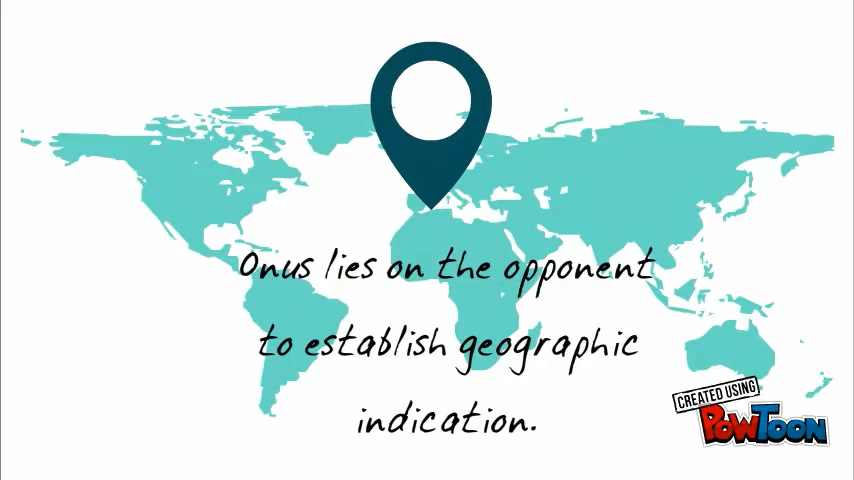 Onus lies on the opponent
to establish geographic
indication.
CREATED USING
POWTOON